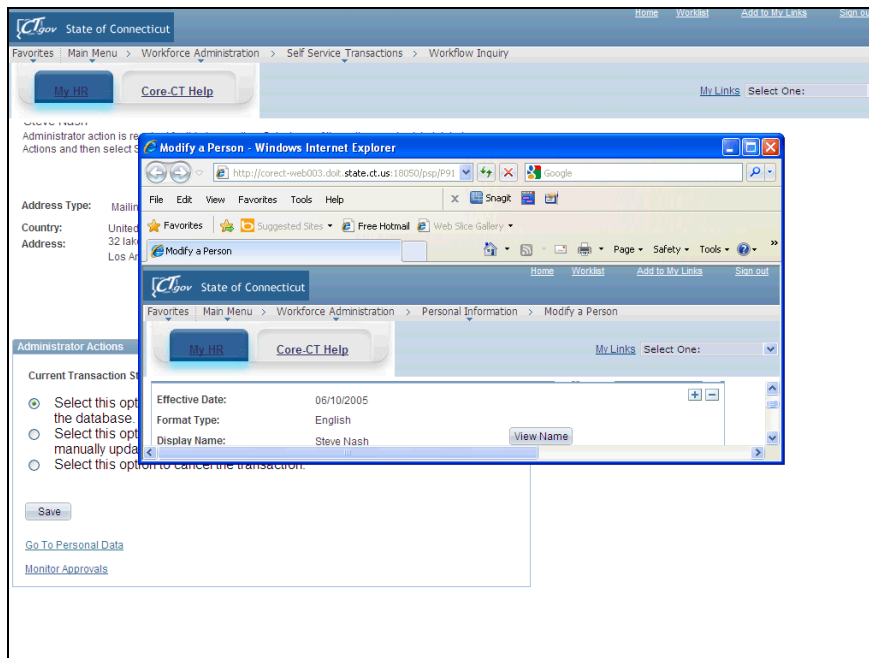 Home Worklist Add to My Links Sign out
CT.gov State of Connecticut
Favorites Main Menu > Workforce Administration > Self Service Transactions > Workflow Inquiry
My HR Core-CT Help
My Links Select One:
Steve Nash
Administrator action is
Actions and then select
Address Type: Mailin
Country: United
Address: 32 lak
Los An
Administrator Actions
Current Transaction St
Select this opt
the database.
Select this opt
manually upda
Select this option to cancel the transaction.
Save
Go To Personal Data
Monitor Approvals
Modify a Person - Windows Internet Explorer
http://corect-web003.doit.state.ct.us:18050/psp/P91 Google
File Edit View Favorites Tools Help x Snagit
Favorites Suggested Sites Free Hotmail Web Slice Gallery
Modify a Person Page Safety Tools »
Home Worklist Add to My Links Sign out
CT.gov State of Connecticut
Favorites Main Menu > Workforce Administration > Personal Information > Modify a Person
My HR Core-CT Help
My Links Select One:
Effective Date: 06/10/2005
Format Type: English
Display Name: Steve Nash View Name